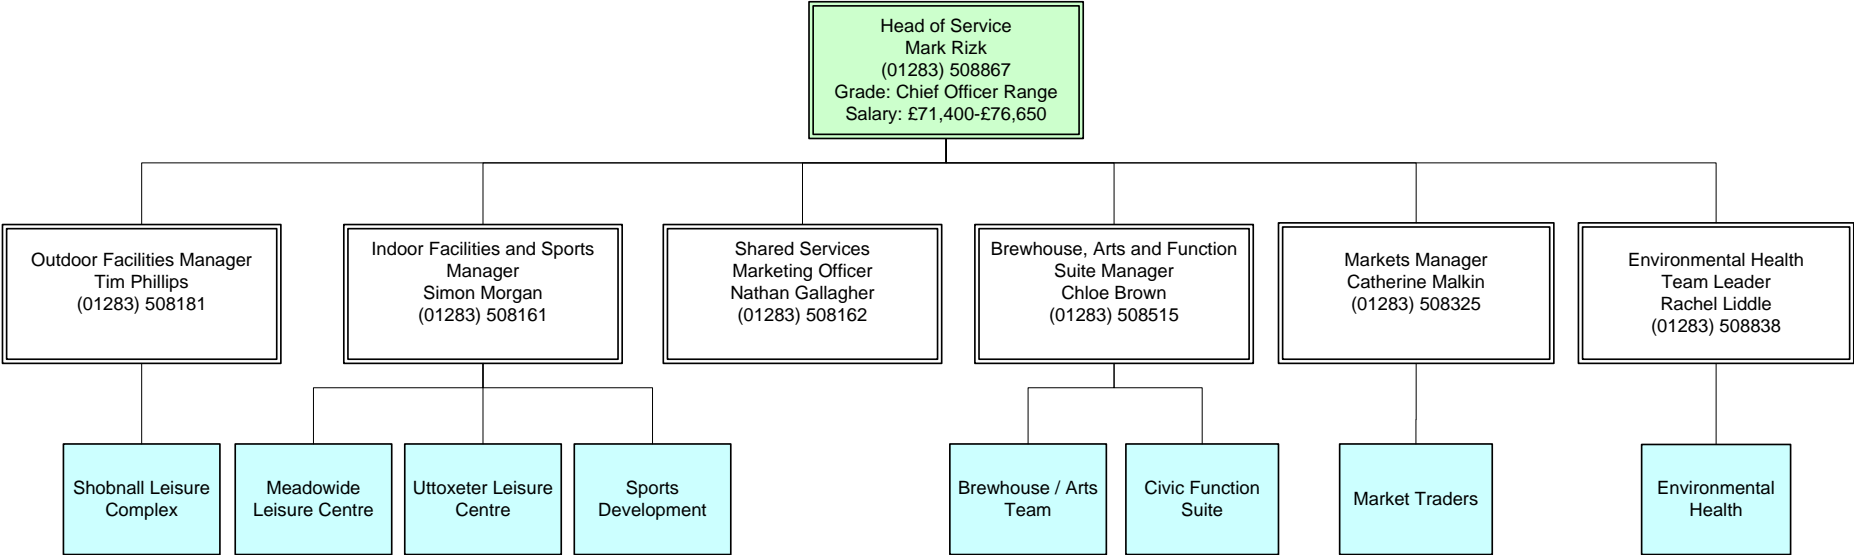 Head of Service
Mark Rizk
(01283) 508867
Grade: Chief Officer Range
Salary: £71,400-£76,650
Outdoor Facilities Manager
Tim Phillips
(01283) 508181
Indoor Facilities and Sports
Manager
Simon Morgan
(01283) 508161
Shared Services
Marketing Officer
Nathan Gallagher
(01283) 508162
Brewhouse, Arts and Function
Suite Manager
Chloe Brown
(01283) 508515
Markets Manager
Catherine Malkin
(01283) 508325
Environmental Health
Team Leader
Rachel Liddle
(01283) 508838
Shobnall Leisure
Complex
Meadowide
Leisure Centre
Uttoxeter Leisure
Centre
Sports
Development
Brewhouse / Arts
Team
Civic Function
Suite
Market Traders
Environmental
Health